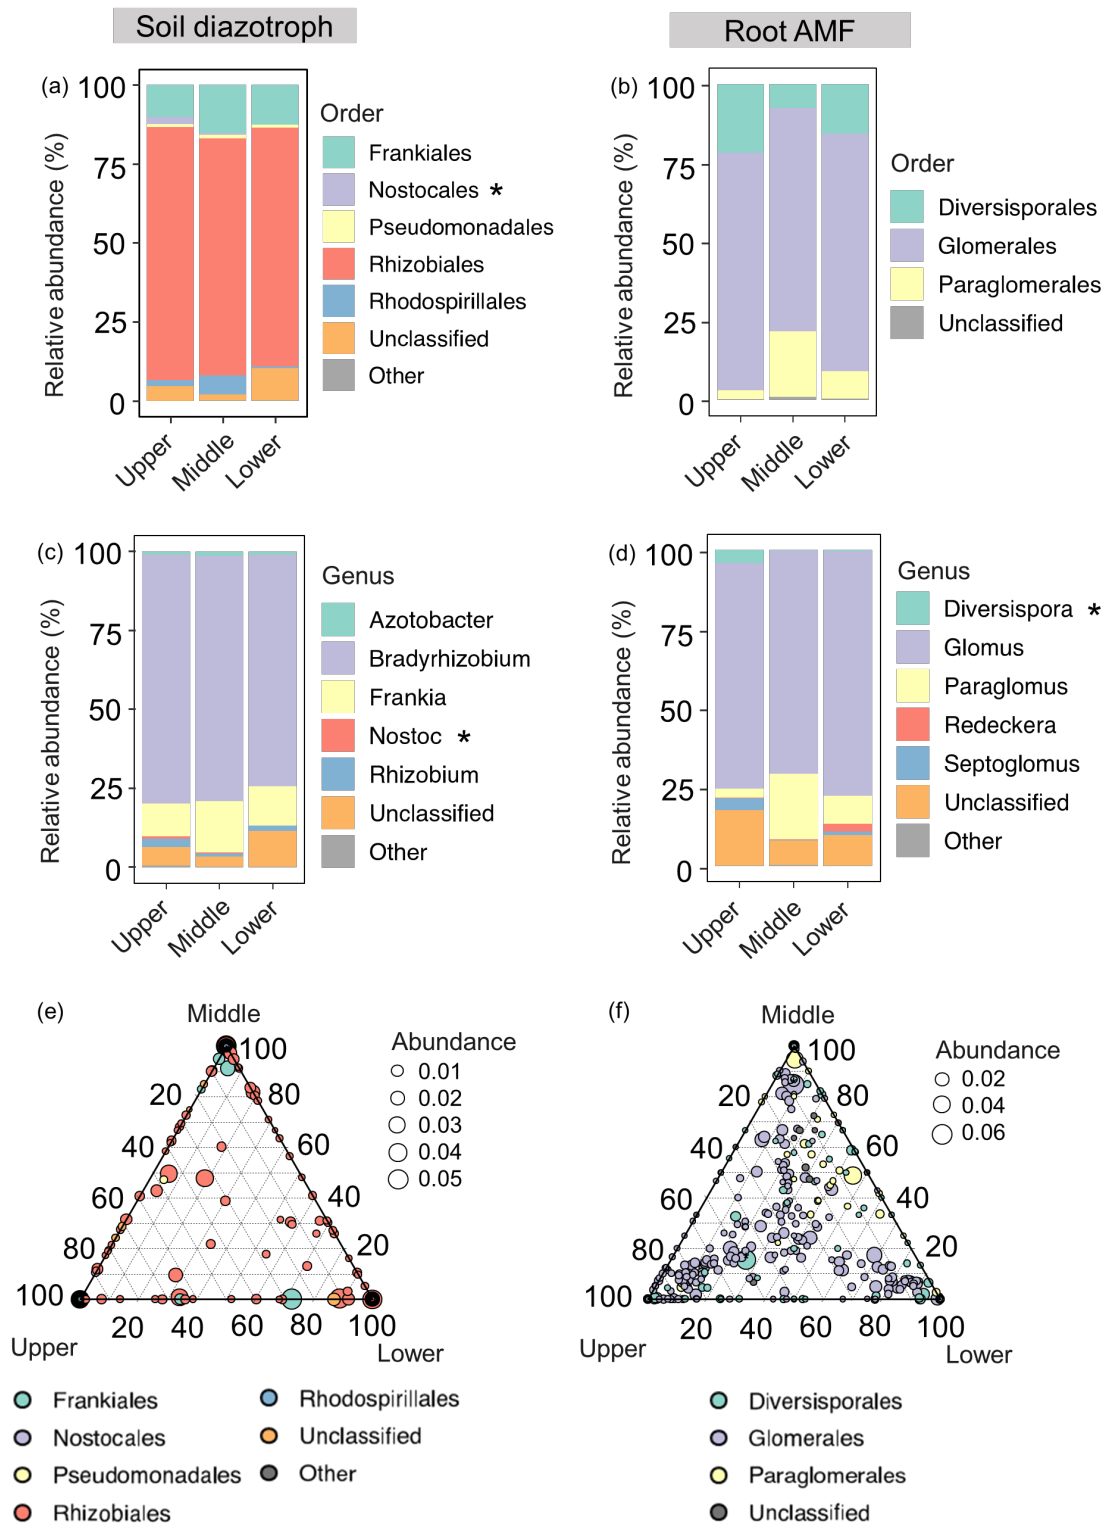 Soil diazotroph
Root AMF
(a)
100
75
50
25
0
Relative abundance (%)
Upper
Middle
Lower
Order
Frankiales
Nostocales *
Pseudomonadales
Rhizobiales
Rhodospirillales
Unclassified
Other
(b)
100
75
50
25
0
Relative abundance (%)
Upper
Middle
Lower
Order
Diversisporales
Glomerales
Paraglomerales
Unclassified
(c)
100
75
50
25
0
Relative abundance (%)
Upper
Middle
Lower
Genus
Azotobacter
Bradyrhizobium
Frankia
Nostoc *
Rhizobium
Unclassified
Other
(d)
100
75
50
25
0
Relative abundance (%)
Upper
Middle
Lower
Genus
Diversispora *
Glomus
Paraglomus
Redeckera
Septoglomus
Unclassified
Other
(e)
Middle
100
20
80
40
60
60
40
80
20
100
20
40
60
80
100
Upper
Lower
Abundance
0.01
0.02
0.03
0.04
0.05
Frankiales
Nostocales
Pseudomonadales
Rhizobiales
Rhodospirillales
Unclassified
Other
(f)
Middle
100
20
80
40
60
60
40
80
20
100
20
40
60
80
100
Upper
Lower
Abundance
0.02
0.04
0.06
Diversisporales
Glomerales
Paraglomerales
Unclassified